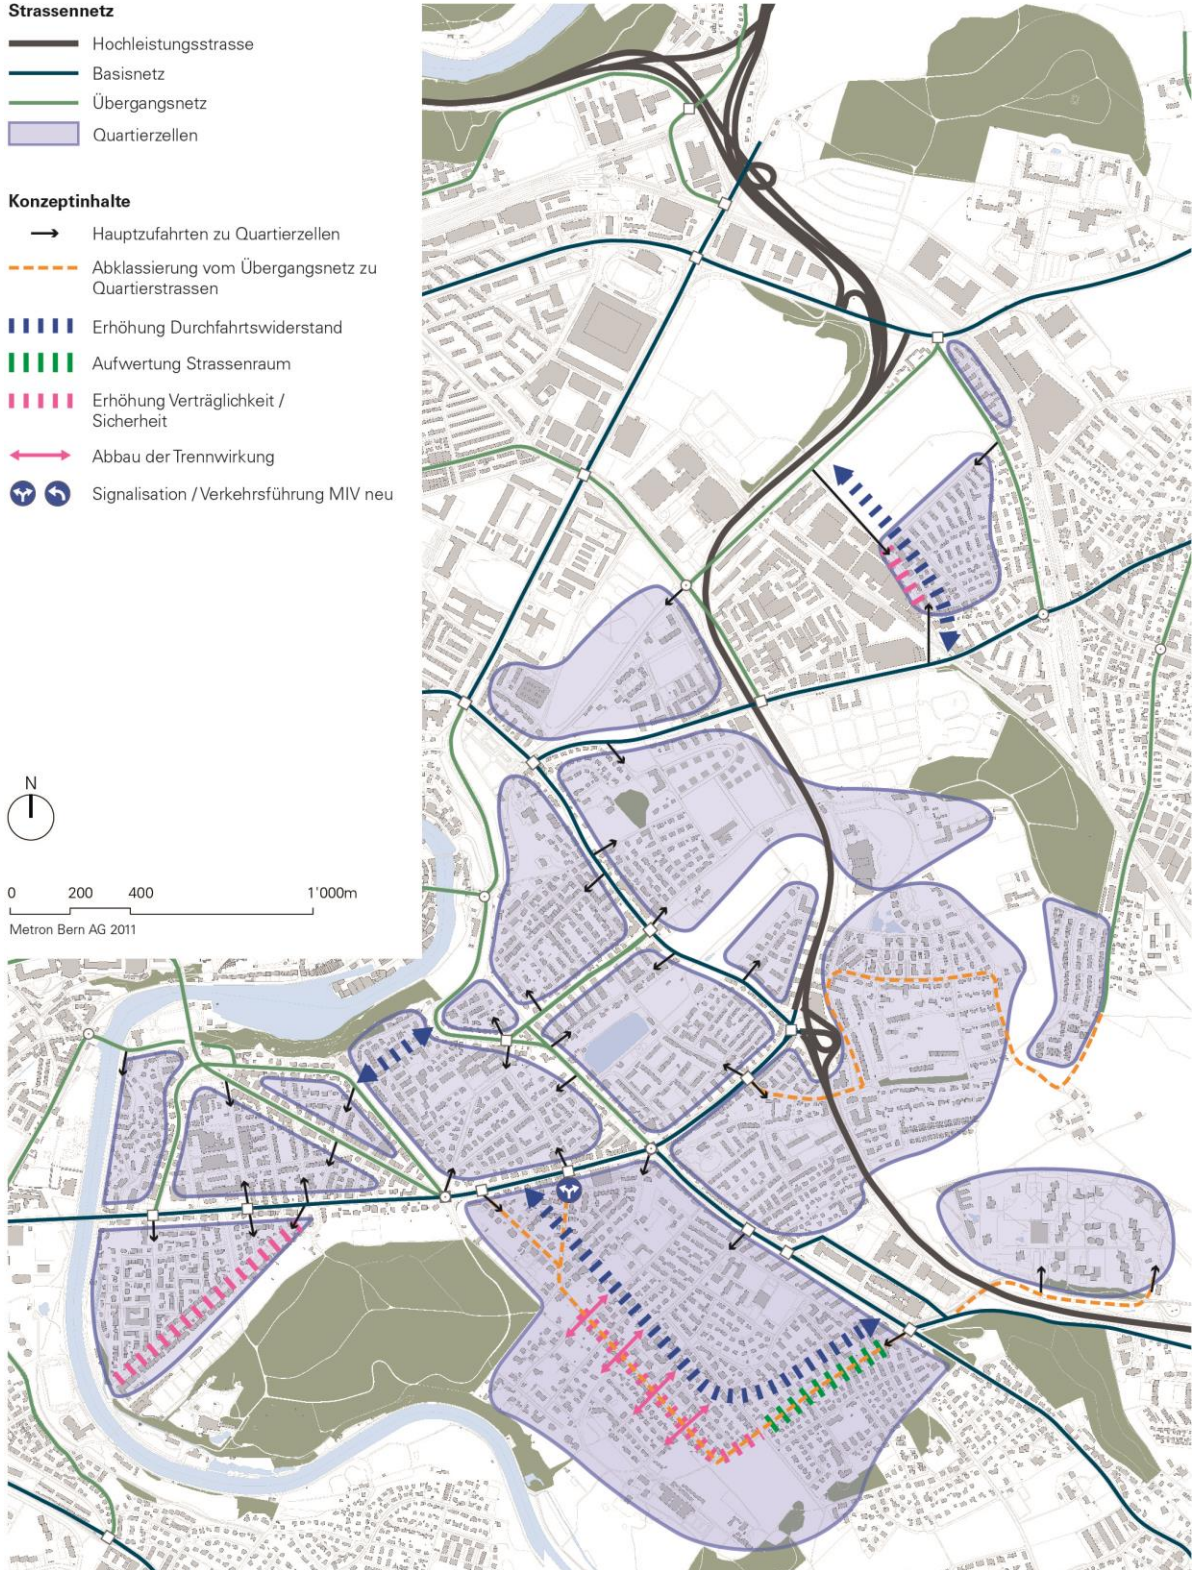 Strassennetz
Hochleistungsstrasse
Basisnetz
Übergangsnetz
Quartierzellen
Konzeptinhalte
Hauptzufahrten zu Quartierzellen
Abklassierung vom Übergangsnetz zu
Quartierstrassen
Erhöhung Durchfahrtswiderstand
Aufwertung Strassenraum
Erhöhung Verträglichkeit /
Sicherheit
Abbau der Trennwirkung
Signalisation / Verkehrsführung MIV neu
N
0 200 400 1'000m
Metron Bern AG 2011